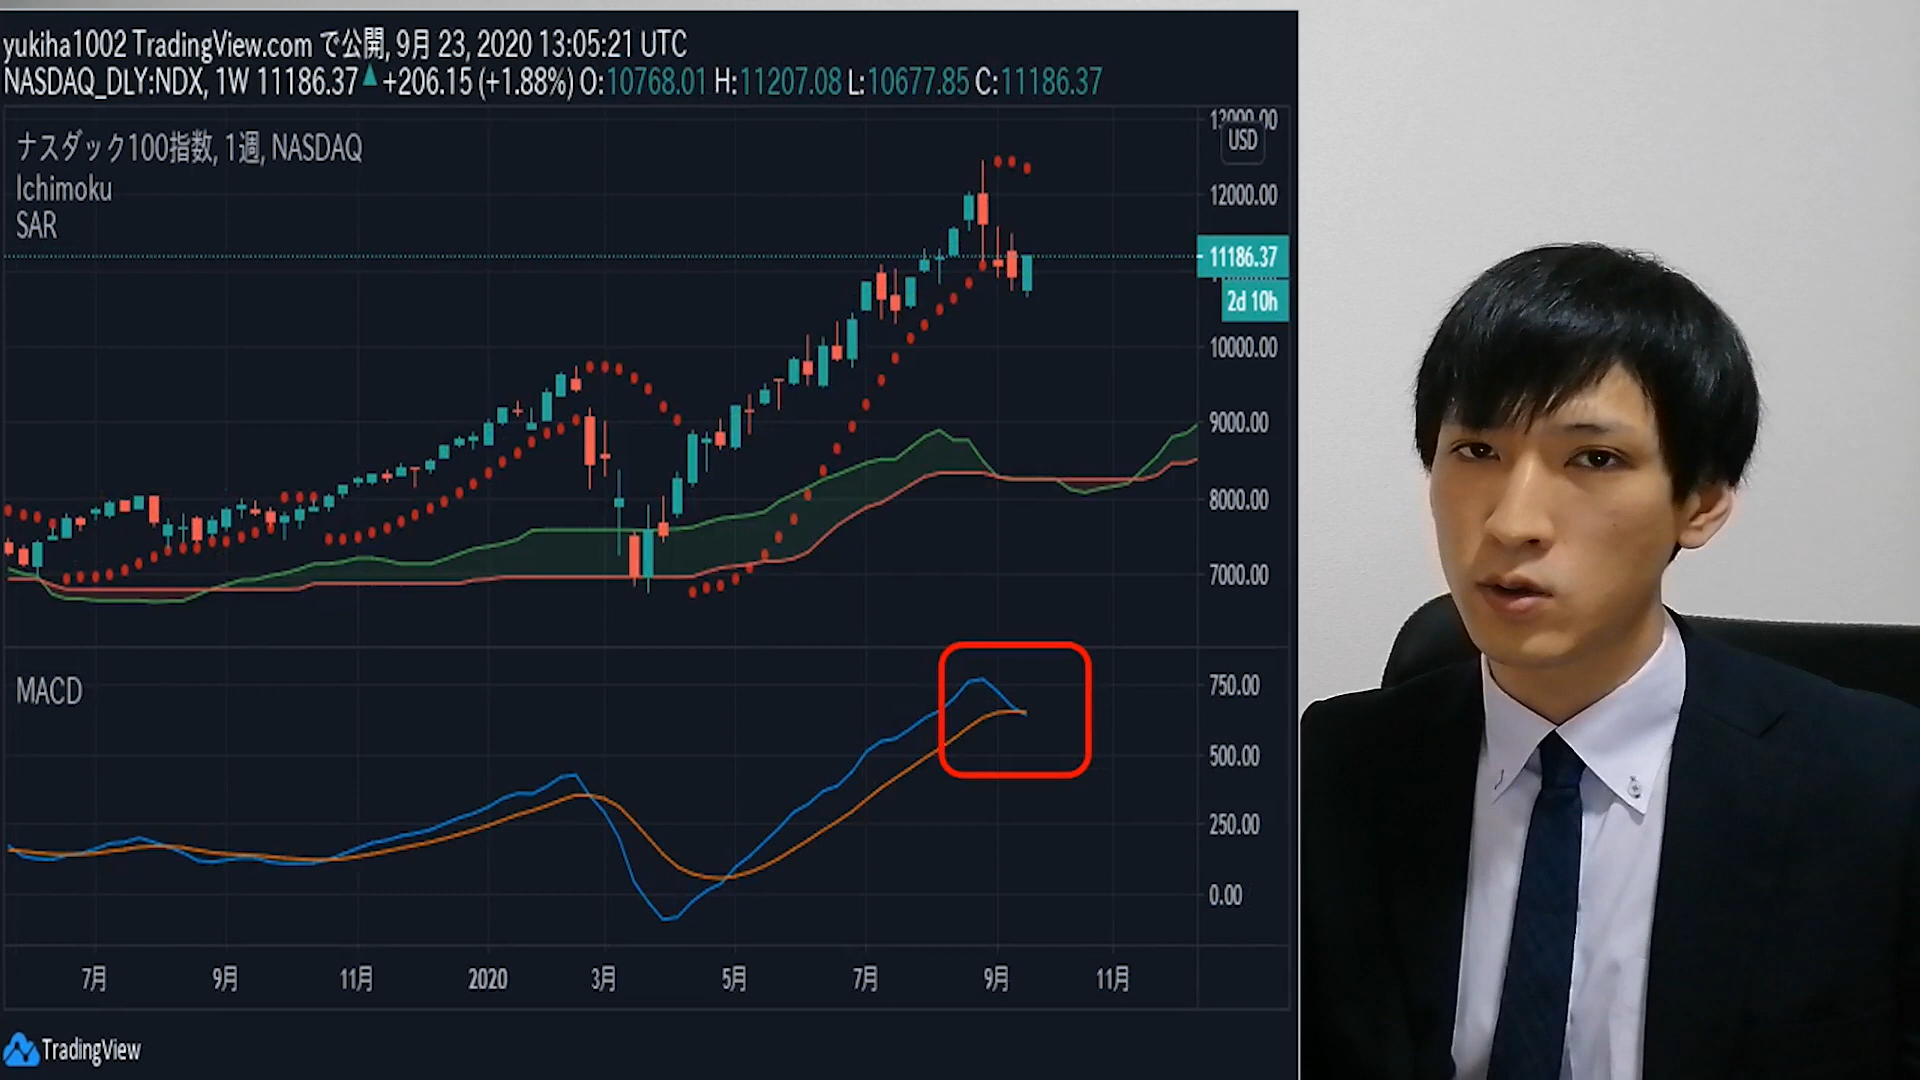 yukiha1002 TradingView.com で公開, 9月 23, 2020 13:05:21 UTC
NASDAQ_DLY:NDX, 1W 11186.37 ▲ +206.15 (+1.88%) O:10768.01 H:11207.08 L:10677.85 C:11186.37
ナスダック100指数, 1週, NASDAQ
Ichimoku
SAR
13000.00
USD
12000.00
11186.37
2d 10h
10000.00
9000.00
8000.00
7000.00
MACD
750.00
500.00
250.00
0.00
7月 9月 11月 2020 3月 5月 7月 9月 11月
TradingView